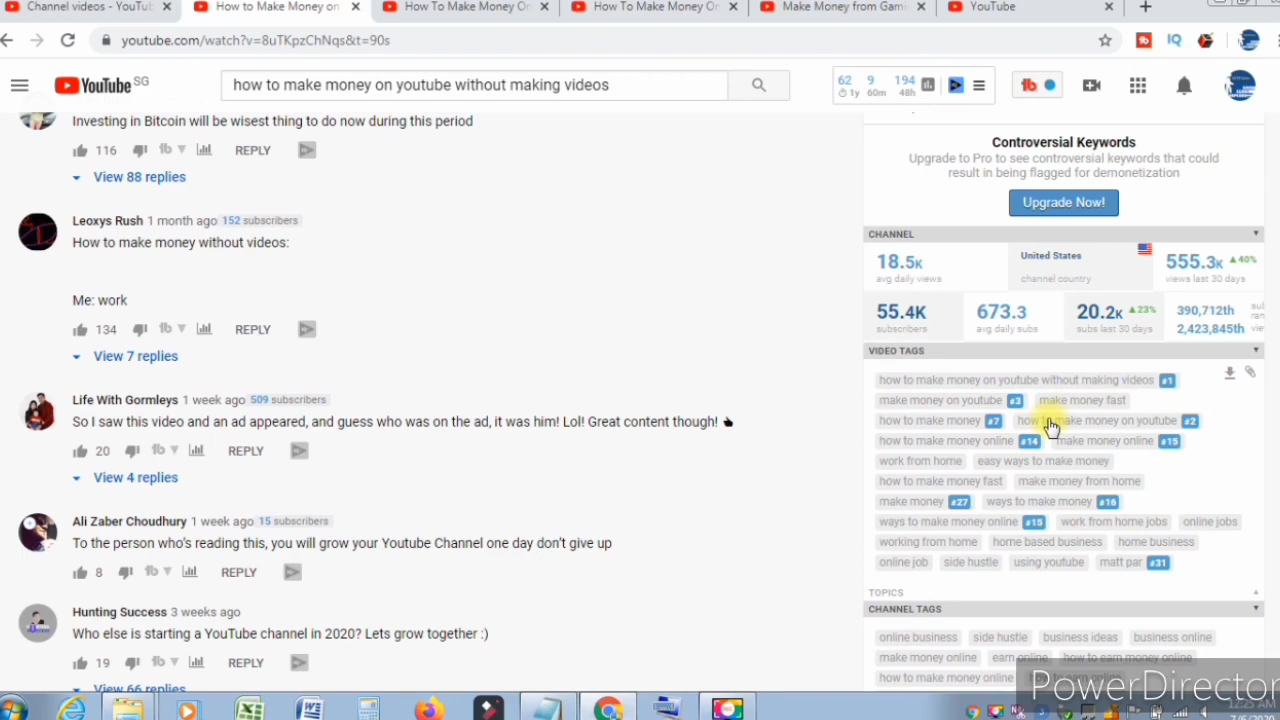 Channel videos - YouTub
How to Make Money on
How To Make Money On
How To Make Money On
Make Money from Gam
YouTube
youtube.com/watch?v=8uTKpzChNqs&t=90s
YouTube SG
how to make money on youtube without making videos
62 9 194
1y 60m 48h
Investing in Bitcoin will be wisest thing to do now during this period
116 REPLY
View 88 replies
Leoxys Rush 1 month ago 152 subscribers
How to make money without videos:
Me: work
134 REPLY
View 7 replies
Life With Gormleys 1 week ago 509 subscribers
So I saw this video and an ad appeared, and guess who was on the ad, it was him! Lol! Great content though!
20 REPLY
View 4 replies
Ali Zaber Choudhury 1 week ago 15 subscribers
To the person who's reading this, you will grow your Youtube Channel one day don't give up
8 REPLY
Hunting Success 3 weeks ago
Who else is starting a YouTube channel in 2020? Lets grow together :)
19 REPLY
View 66 replies
Controversial Keywords
Upgrade to Pro to see controversial keywords that could
result in being flagged for demonetization
Upgrade Now!
CHANNEL
18.5K United States 555.3K 40%
avg daily views channel country views last 30 days
55.4K 673.3 20.2K 23% 390,712th sub
subscribers avg daily subs subs last 30 days 2,423,845th
VIDEO TAGS
how to make money on youtube without making videos #1
make money on youtube #3 make money fast
how to make money #7 how to make money on youtube #2
how to make money online #14 make money online #15
work from home easy ways to make money
how to make money fast make money from home
make money #27 ways to make money #16
ways to make money online #15 work from home jobs online jobs
working from home home based business home business
online job side hustle using youtube matt par #31
TOPICS
CHANNEL TAGS
online business side hustle business ideas business online
make money online earn online how to earn money online
how to make money online
PowerDirector
12:25 AM